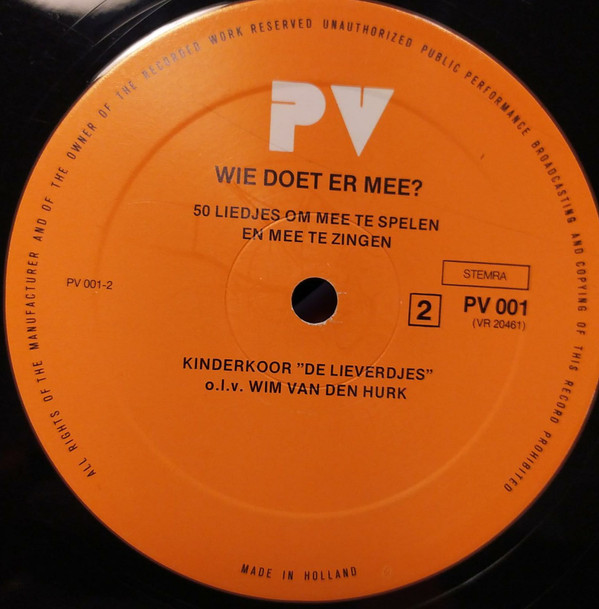 ALL RIGHTS OF THE MANUFACTURER AND OF THE OWNER OF THE RECORDED WORK RESERVED UNAUTHORIZED PUBLIC PERFORMANCE BROADCASTING AND COPYING OF THIS RECORD PROHIBITED
PV
WIE DOET ER MEE?
50 LIEDJES OM MEE TE SPELEN
EN MEE TE ZINGEN
STEMRA
PV 001-2
2
PV 001
(VR 20461)
KINDERKOOR "DE LIEVERDJES"
o.l.v. WIM VAN DEN HURK
MADE IN HOLLAND